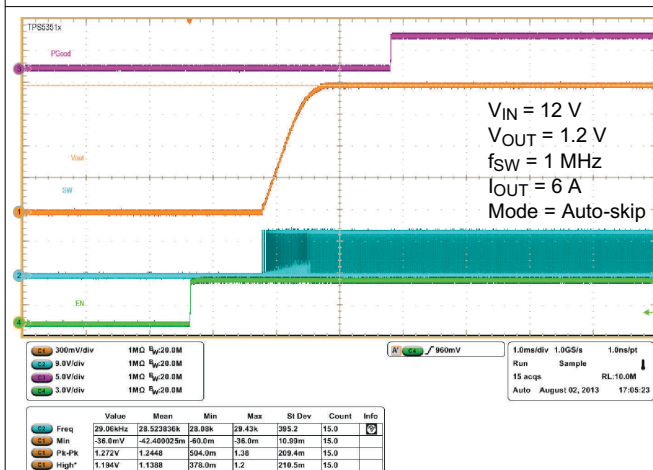 TPS5351x
PGood
3
VIN = 12 V
VOUT = 1.2 V
fSW = 1 MHz
IOUT = 6 A
Mode = Auto-skip
Vout
SW
1
2
EN
4
C1 300mV/div 1MΩ BW:20.0M
C2 9.0V/div 1MΩ BW:20.0M
C3 5.0V/div 1MΩ BW:20.0M
C4 3.0V/div 1MΩ BW:20.0M
A' C4 960mV
1.0ms/div 1.0GS/s 1.0ns/pt
Run Sample
15 acqs RL:10.0M
Auto August 02, 2013 17:05:23
Value Mean Min Max St Dev Count Info
C2 Freq 29.06kHz 28.523836k 28.08k 29.43k 395.2 15.0
C1 Min -36.0mV -42.400025m -60.0m -36.0m 10.99m 15.0
C1 Pk-Pk 1.272V 1.2448 504.0m 1.38 209.4m 15.0
C1 High* 1.194V 1.1388 378.0m 1.2 210.5m 15.0